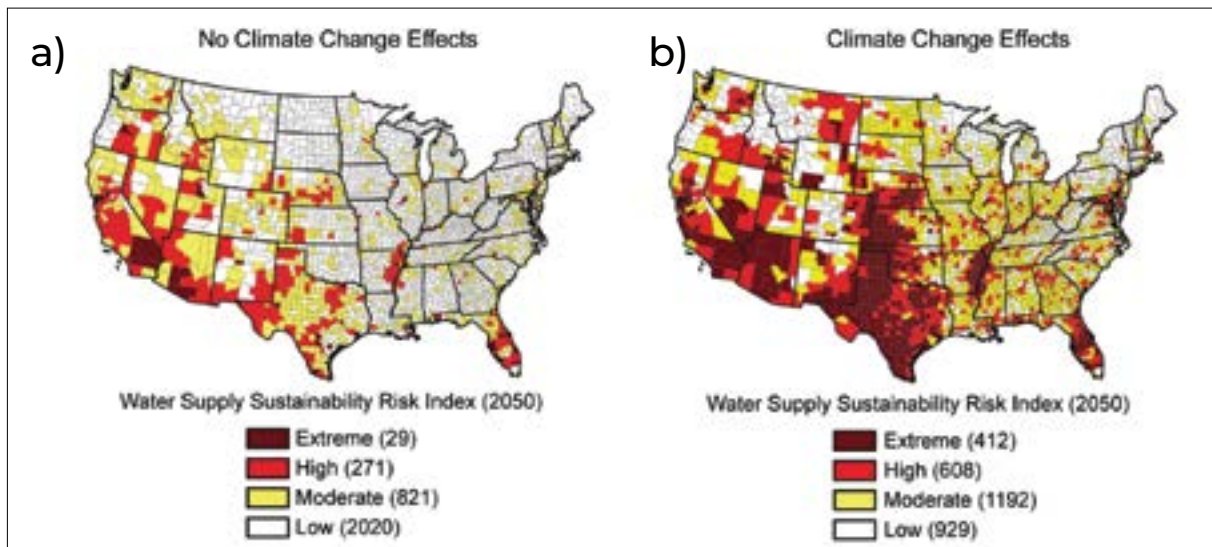 a)
No Climate Change Effects
Water Supply Sustainability Risk Index (2050)
Extreme (29)
High (271)
Moderate (821)
Low (2020)
b)
Climate Change Effects
Water Supply Sustainability Risk Index (2050)
Extreme (412)
High (608)
Moderate (1192)
Low (929)